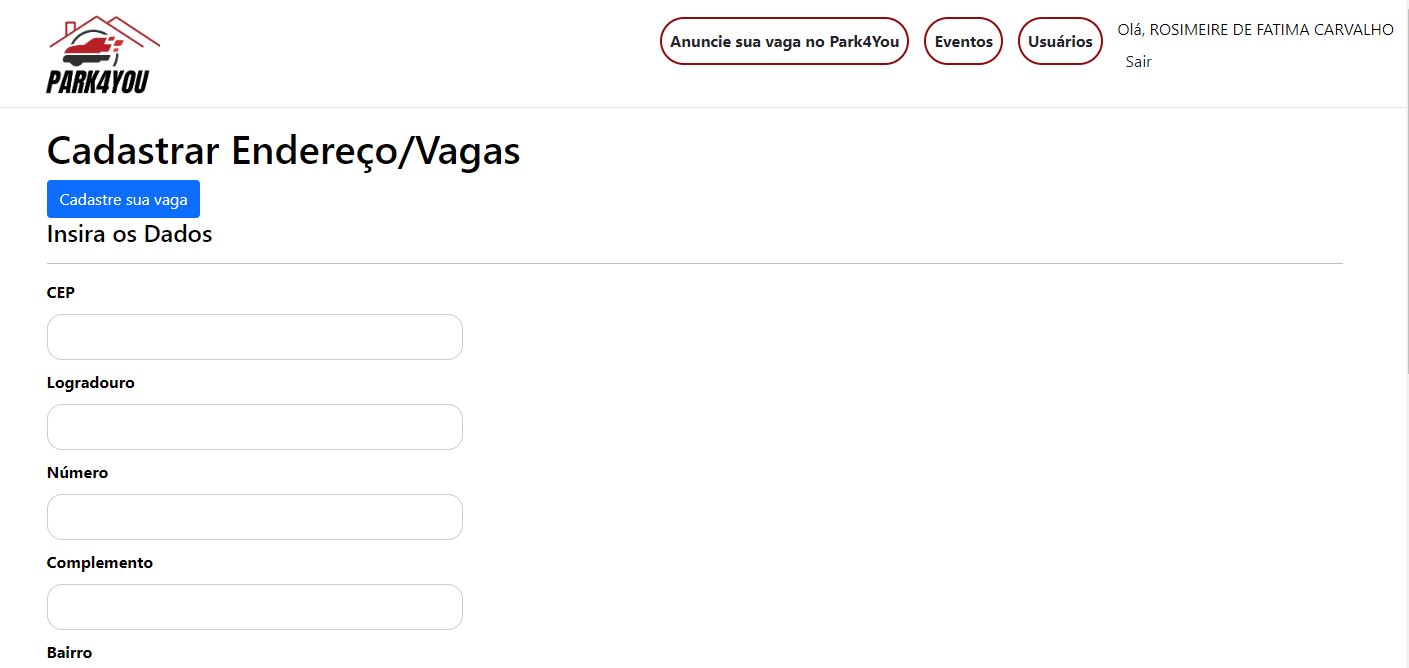 PARK4YOU
Anuncie sua vaga no Park4You
Eventos
Usuários
Olá, ROSIMEIRE DE FATIMA CARVALHO
Sair
Cadastrar Endereço/Vagas
Cadastre sua vaga
Insira os Dados
CEP
Logradouro
Número
Complemento
Bairro